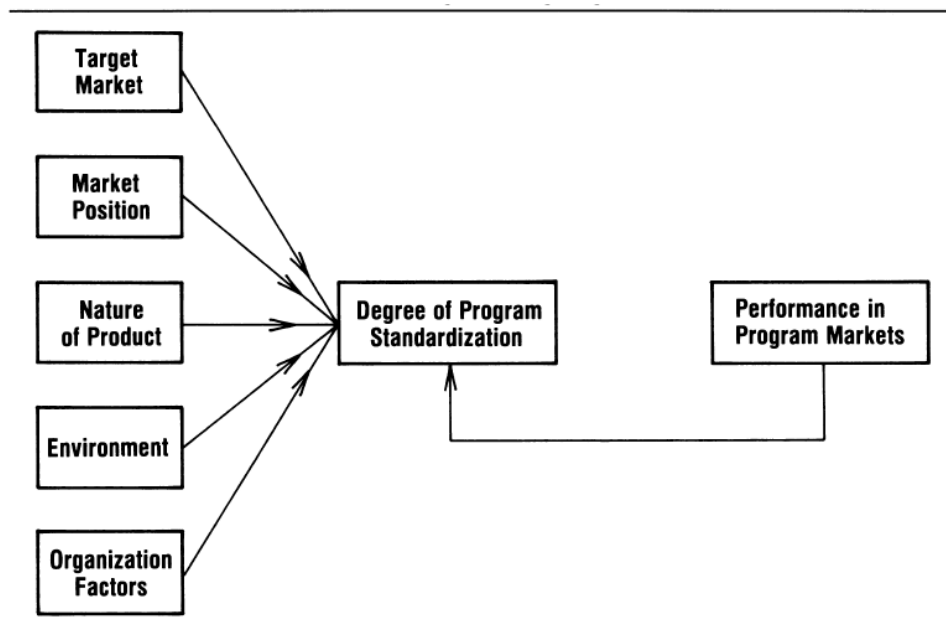 Target
Market
Market
Position
Nature
of Product
Environment
Organization
Factors
Degree of Program
Standardization
Performance in
Program Markets